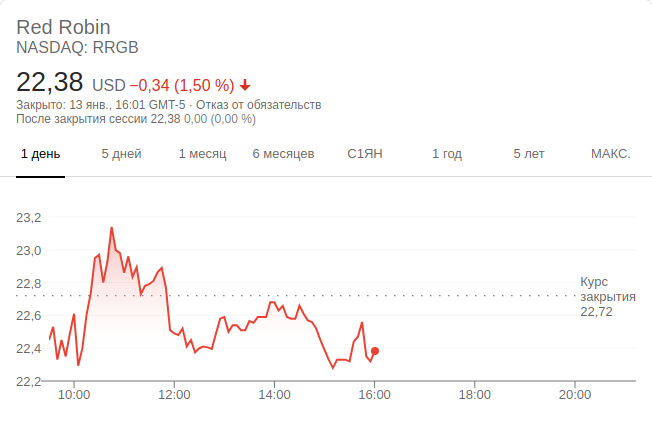 Red Robin
NASDAQ: RRGB
22,38 USD −0,34 (1,50 %)
Закрыто: 13 янв., 16:01 GMT-5 · Отказ от обязательств
После закрытия сессии 22,38 0,00 (0,00 %)
1 день 5 дней 1 месяц 6 месяцев С1ЯН 1 год 5 лет МАКС.
23,2
23,0
22,8
22,6
22,4
22,2
Курс
закрытия
22,72
10:00 12:00 14:00 16:00 18:00 20:00